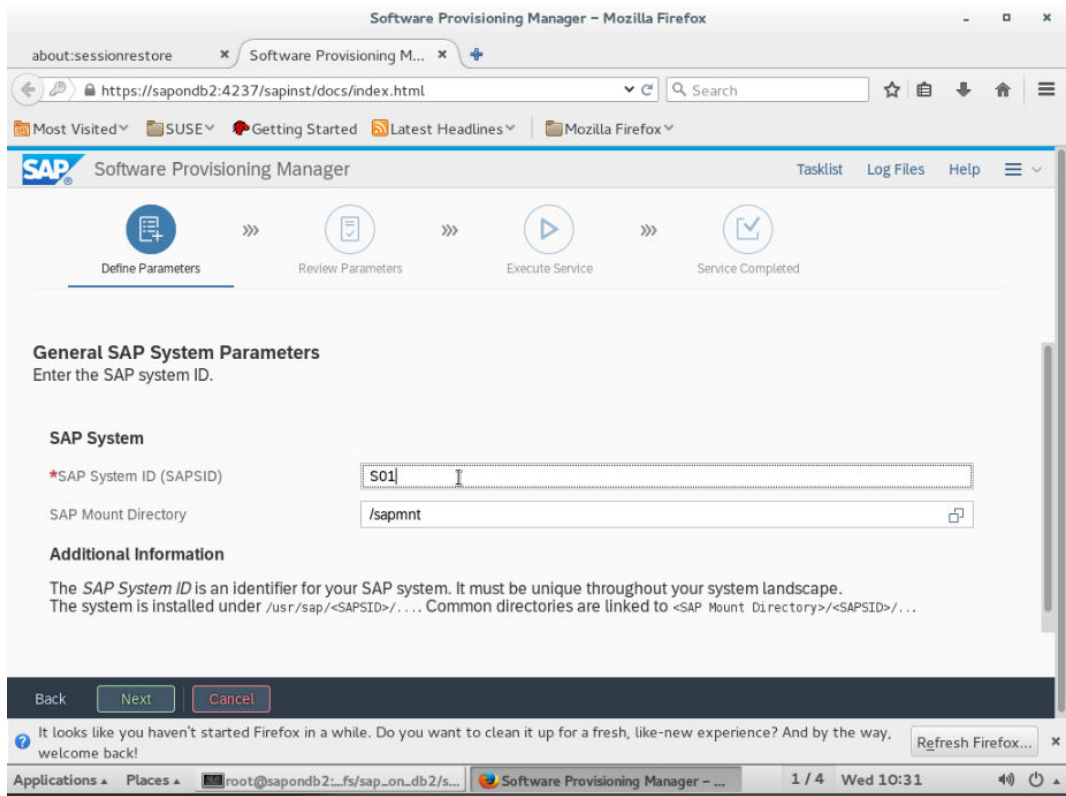 Software Provisioning Manager – Mozilla Firefox
about:sessionrestore
Software Provisioning M...
https://sapondb2:4237/sapinst/docs/index.html
Search
Most Visited
SUSE
Getting Started
Latest Headlines
Mozilla Firefox
SAP
Software Provisioning Manager
Tasklist
Log Files
Help
Define Parameters
Review Parameters
Execute Service
Service Completed
General SAP System Parameters
Enter the SAP system ID.
SAP System
*SAP System ID (SAPSID)
S01
SAP Mount Directory
/sapmnt
Additional Information
The SAP System ID is an identifier for your SAP system. It must be unique throughout your system landscape.
The system is installed under /usr/sap/<SAPSID>/.... Common directories are linked to <SAP Mount Directory>/<SAPSID>/...
Back
Next
Cancel
It looks like you haven't started Firefox in a while. Do you want to clean it up for a fresh, like-new experience? And by the way,
welcome back!
Refresh Firefox...
Applications
Places
root@sapondb2:…fs/sap_on_db2/s...
Software Provisioning Manager – ...
1 / 4
Wed 10:31